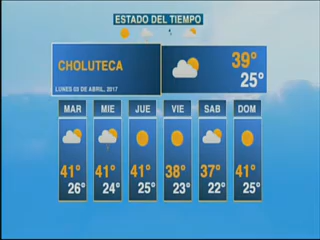 ESTADO DEL TIEMPO
CHOLUTECA
LUNES 03 DE ABRIL, 2017
39°
25°
MAR MIE JUE VIE SAB DOM
41° 41° 41° 38° 37° 41°
26° 24° 25° 23° 22° 25°